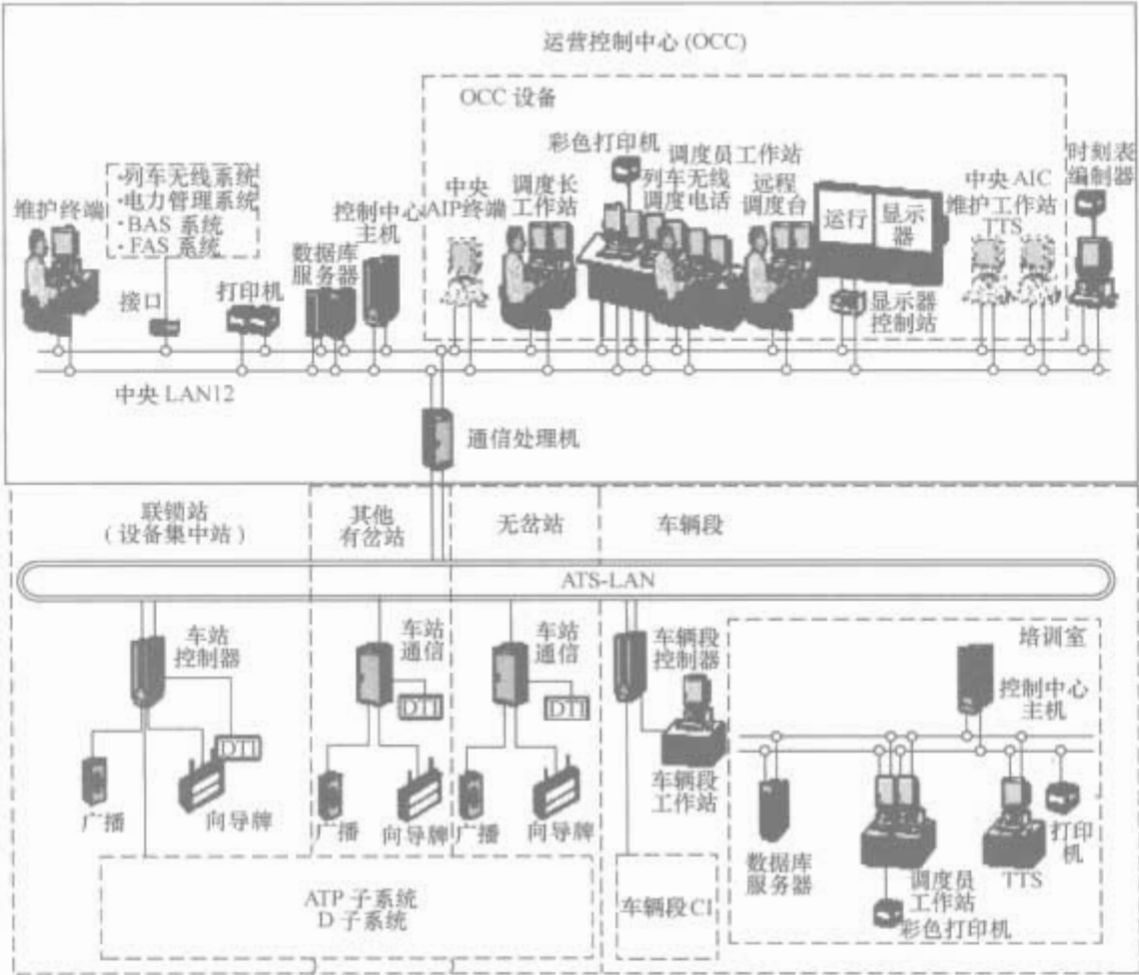 运营控制中心(OCC)
OCC 设备
·列车无线系统
·电力管理系统
·BAS 系统
·FAS 系统
维护终端
接口
打印机
数据库
服务器
控制中心
主机
中央
AIP终端
调度长
工作站
彩色打印机
调度员工作站
列车无线
调度电话
远程
调度台
运行
显示
器
显示器
控制站
中央 AIC
维护工作站
TTS
时刻表
编制器
中央 LAN12
通信处理机
联锁站
(设备集中站)
其他
有岔站
无岔站
车辆段
ATS-LAN
车站
控制器
DTI
广播
向导牌
车站
通信
DTI
广播
向导牌
车站
通信
DTI
广播
向导牌
车辆段
控制器
车辆段
工作站
培训室
控制中心
主机
数据库
服务器
调度员
工作站
彩色打印机
TTS
打印
机
ATP 子系统
D 子系统
车辆段 CI